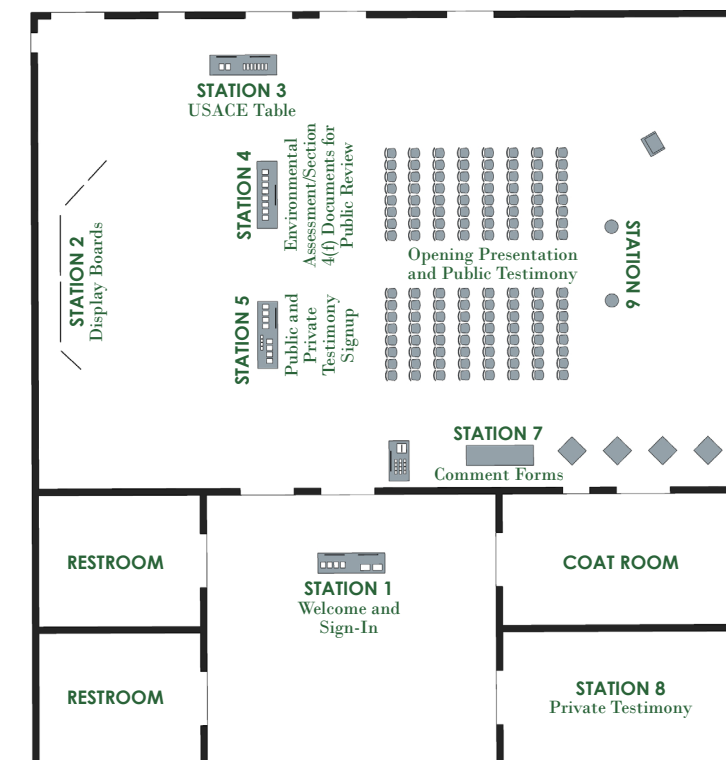 STATION 3
USACE Table
STATION 4
Environmental
Assessment/Section
4(f) Documents for
Public Review
STATION 2
Display Boards
Opening Presentation
and Public Testimony
STATION 6
STATION 5
Public and
Private
Testimony
Signup
STATION 7
Comment Forms
RESTROOM
STATION 1
Welcome and
Sign-In
COAT ROOM
RESTROOM
STATION 8
Private Testimony